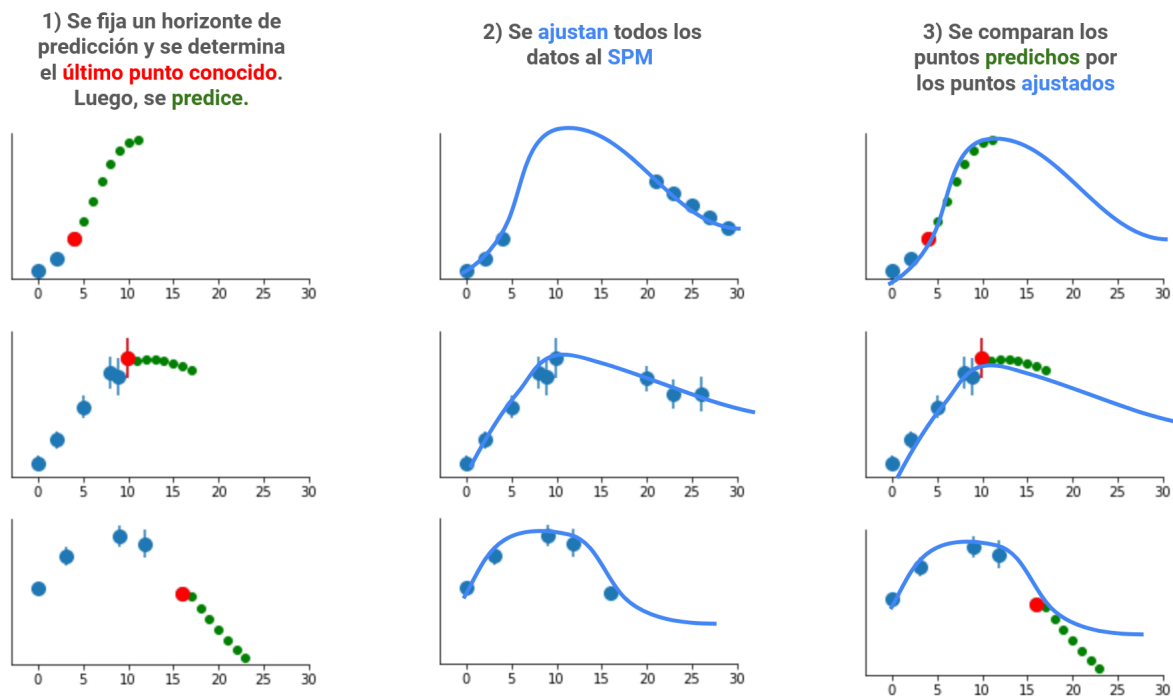 1) Se fija un horizonte de
predicción y se determina
el último punto conocido.
Luego, se predice.
2) Se ajustan todos los
datos al SPM
3) Se comparan los
puntos predichos por
los puntos ajustados
0 5 10 15 20 25 30
0 5 10 15 20 25 30
0 5 10 15 20 25 30
0 5 10 15 20 25 30
0 5 10 15 20 25 30
0 5 10 15 20 25 30
0 5 10 15 20 25 30
0 5 10 15 20 25 30
0 5 10 15 20 25 30